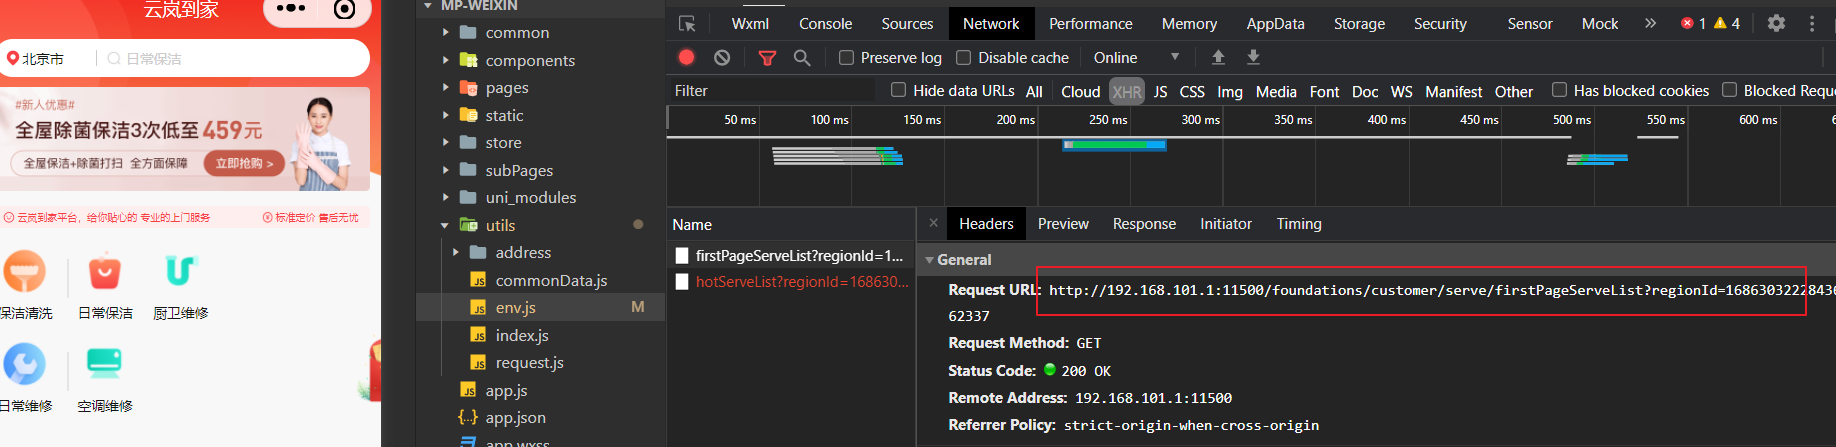 云岚到家
北京市
日常保洁
#新人优惠#
全屋除菌保洁3次低至 459元
全屋保洁+除菌打扫 全方面保障
立即抢购 >
云岚到家平台，给你贴心的 专业的上门服务
标准定价 售后无忧
保洁清洗
日常保洁
厨卫维修
日常维修
空调维修
MP-WEIXIN
common
components
pages
static
store
subPages
uni_modules
utils
address
commonData.js
env.js M
index.js
request.js
app.js
app.json
app.wxss
Wxml Console Sources Network Performance Memory AppData Storage Security Sensor Mock » 1 4
Preserve log Disable cache Online
Filter Hide data URLs All Cloud XHR JS CSS Img Media Font Doc WS Manifest Other Has blocked cookies Blocked Reque
50 ms 100 ms 150 ms 200 ms 250 ms 300 ms 350 ms 400 ms 450 ms 500 ms 550 ms 600 ms
Name
firstPageServeList?regionId=1...
hotServeList?regionId=168630...
× Headers Preview Response Initiator Timing
General
Request URL: http://192.168.101.1:11500/foundations/customer/serve/firstPageServeList?regionId=1686303222843662337
Request Method: GET
Status Code: 200 OK
Remote Address: 192.168.101.1:11500
Referrer Policy: strict-origin-when-cross-origin